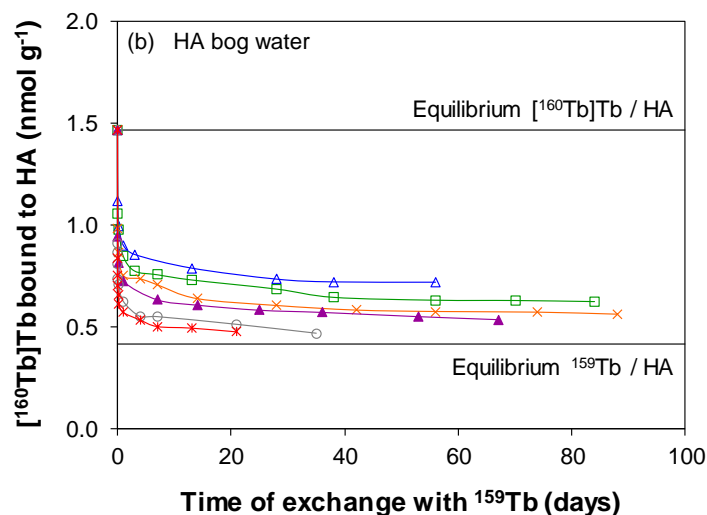 2.0
(b) HA bog water
Equilibrium [¹⁶⁰Tb]Tb / HA
1.5
1.0
0.5
Equilibrium ¹⁵⁹Tb / HA
0.0
0 20 40 60 80 100
[¹⁶⁰Tb]Tb bound to HA (nmol g⁻¹)
Time of exchange with ¹⁵⁹Tb (days)